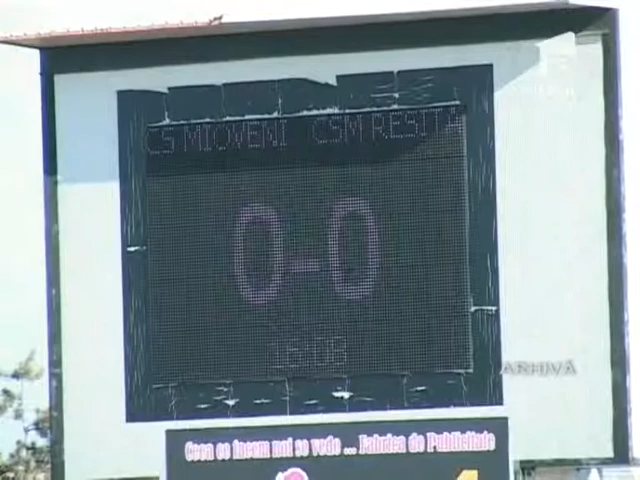 CS MIOVENI CSM RESITA
0-0
16:08
ARHIVĂ
Ceea ce facem noi se vede ... Fabrica de Publicitate